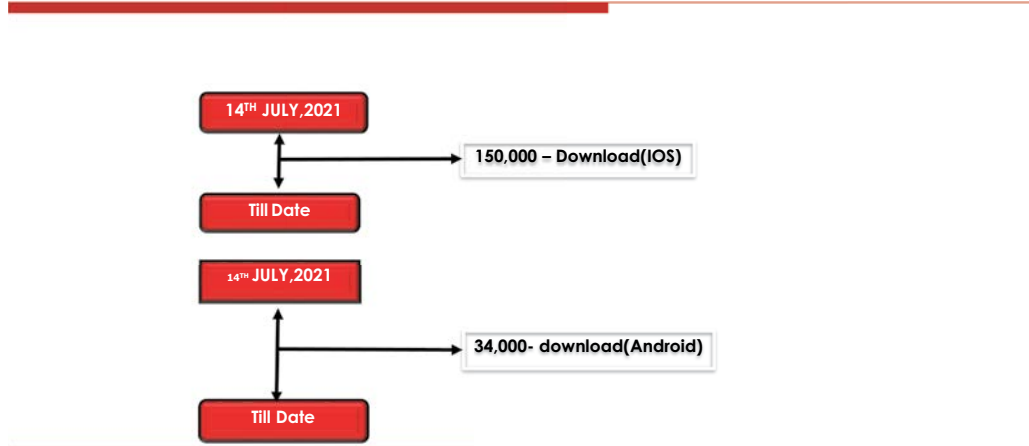 14TH JULY,2021
150,000 – Download(IOS)
Till Date
14TH JULY,2021
34,000- download(Android)
Till Date